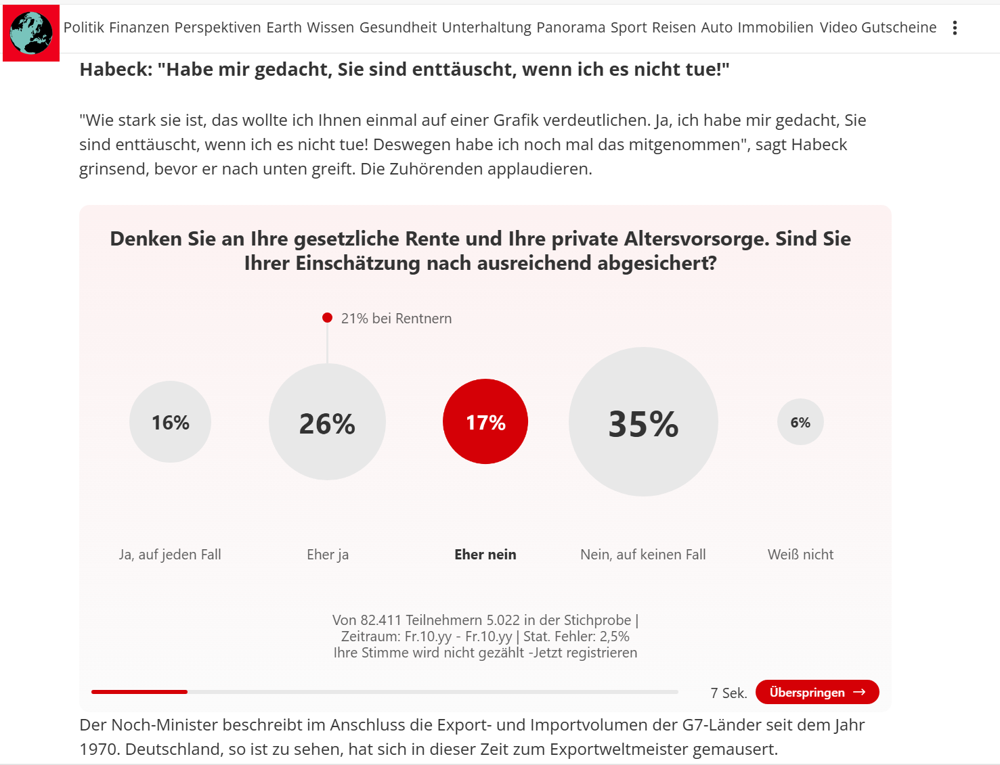 Politik Finanzen Perspektiven Earth Wissen Gesundheit Unterhaltung Panorama Sport Reisen Auto Immobilien Video Gutscheine
Habeck: "Habe mir gedacht, Sie sind enttäuscht, wenn ich es nicht tue!"
"Wie stark sie ist, das wollte ich Ihnen einmal auf einer Grafik verdeutlichen. Ja, ich habe mir gedacht, Sie
sind enttäuscht, wenn ich es nicht tue! Deswegen habe ich noch mal das mitgenommen", sagt Habeck
grinsend, bevor er nach unten greift. Die Zuhörenden applaudieren.
Denken Sie an Ihre gesetzliche Rente und Ihre private Altersvorsorge. Sind Sie
Ihrer Einschätzung nach ausreichend abgesichert?
21% bei Rentnern
16% 26% 17% 35% 6%
Ja, auf jeden Fall Eher ja Eher nein Nein, auf keinen Fall Weiß nicht
Von 82.411 Teilnehmern 5.022 in der Stichprobe |
Zeitraum: Fr.10.yy - Fr.10.yy | Stat. Fehler: 2,5%
Ihre Stimme wird nicht gezählt -Jetzt registrieren
7 Sek. Überspringen →
Der Noch-Minister beschreibt im Anschluss die Export- und Importvolumen der G7-Länder seit dem Jahr
1970. Deutschland, so ist zu sehen, hat sich in dieser Zeit zum Exportweltmeister gemausert.